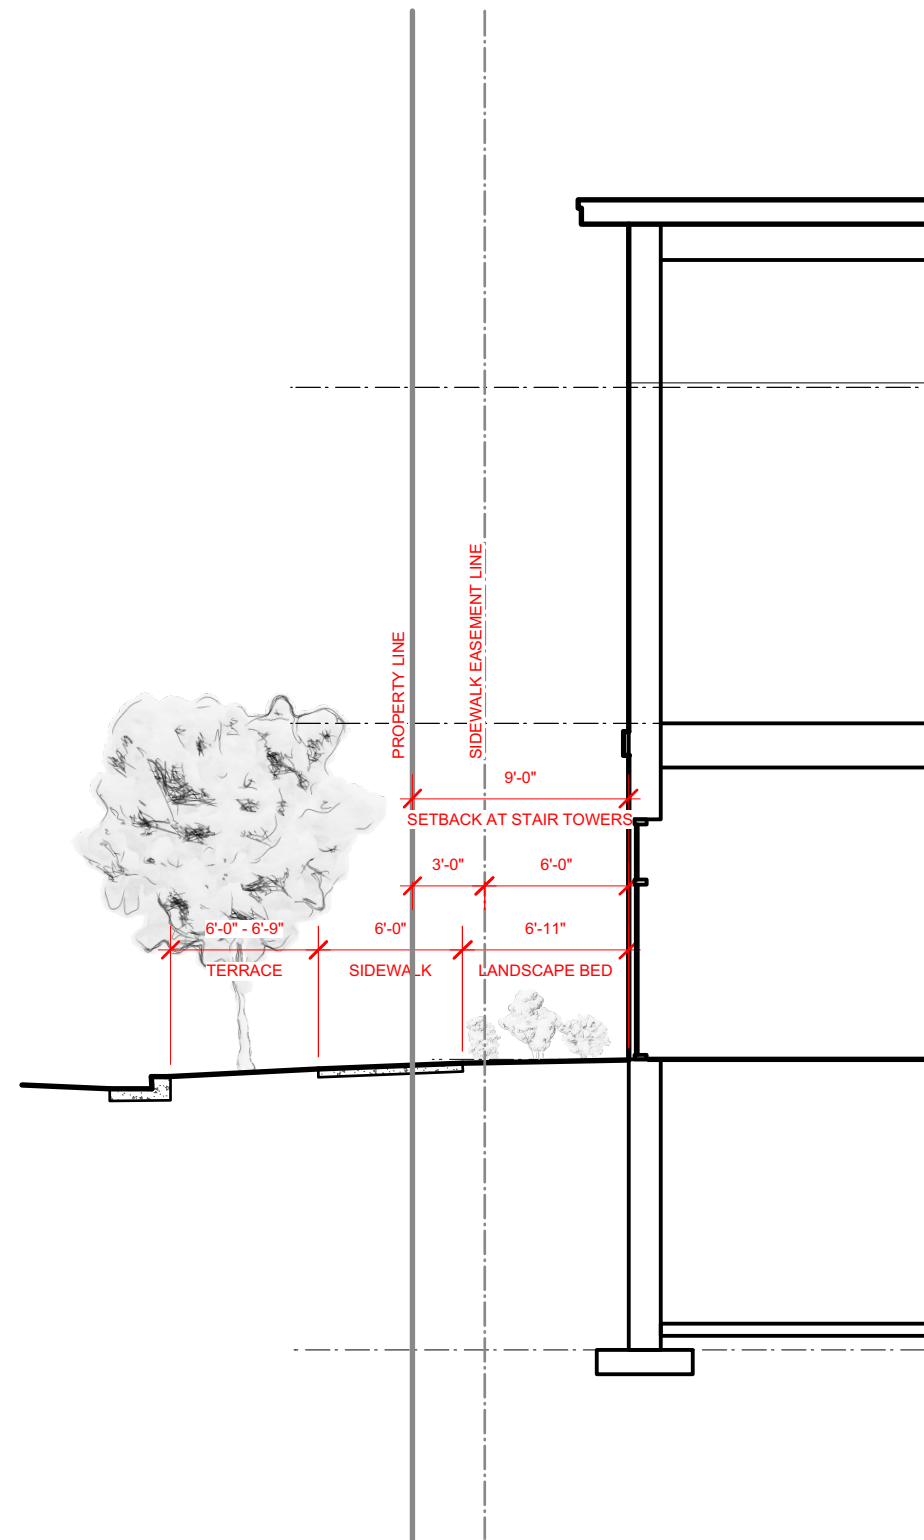 SIDEWALK EASEMENT LINE
PROPERTY LINE
9'-0"
SETBACK AT STAIR TOWERS
3'-0"
6'-0"
6'-0" - 6'-9"
6'-0"
6'-11"
TERRACE
SIDEWALK
LANDSCAPE BED